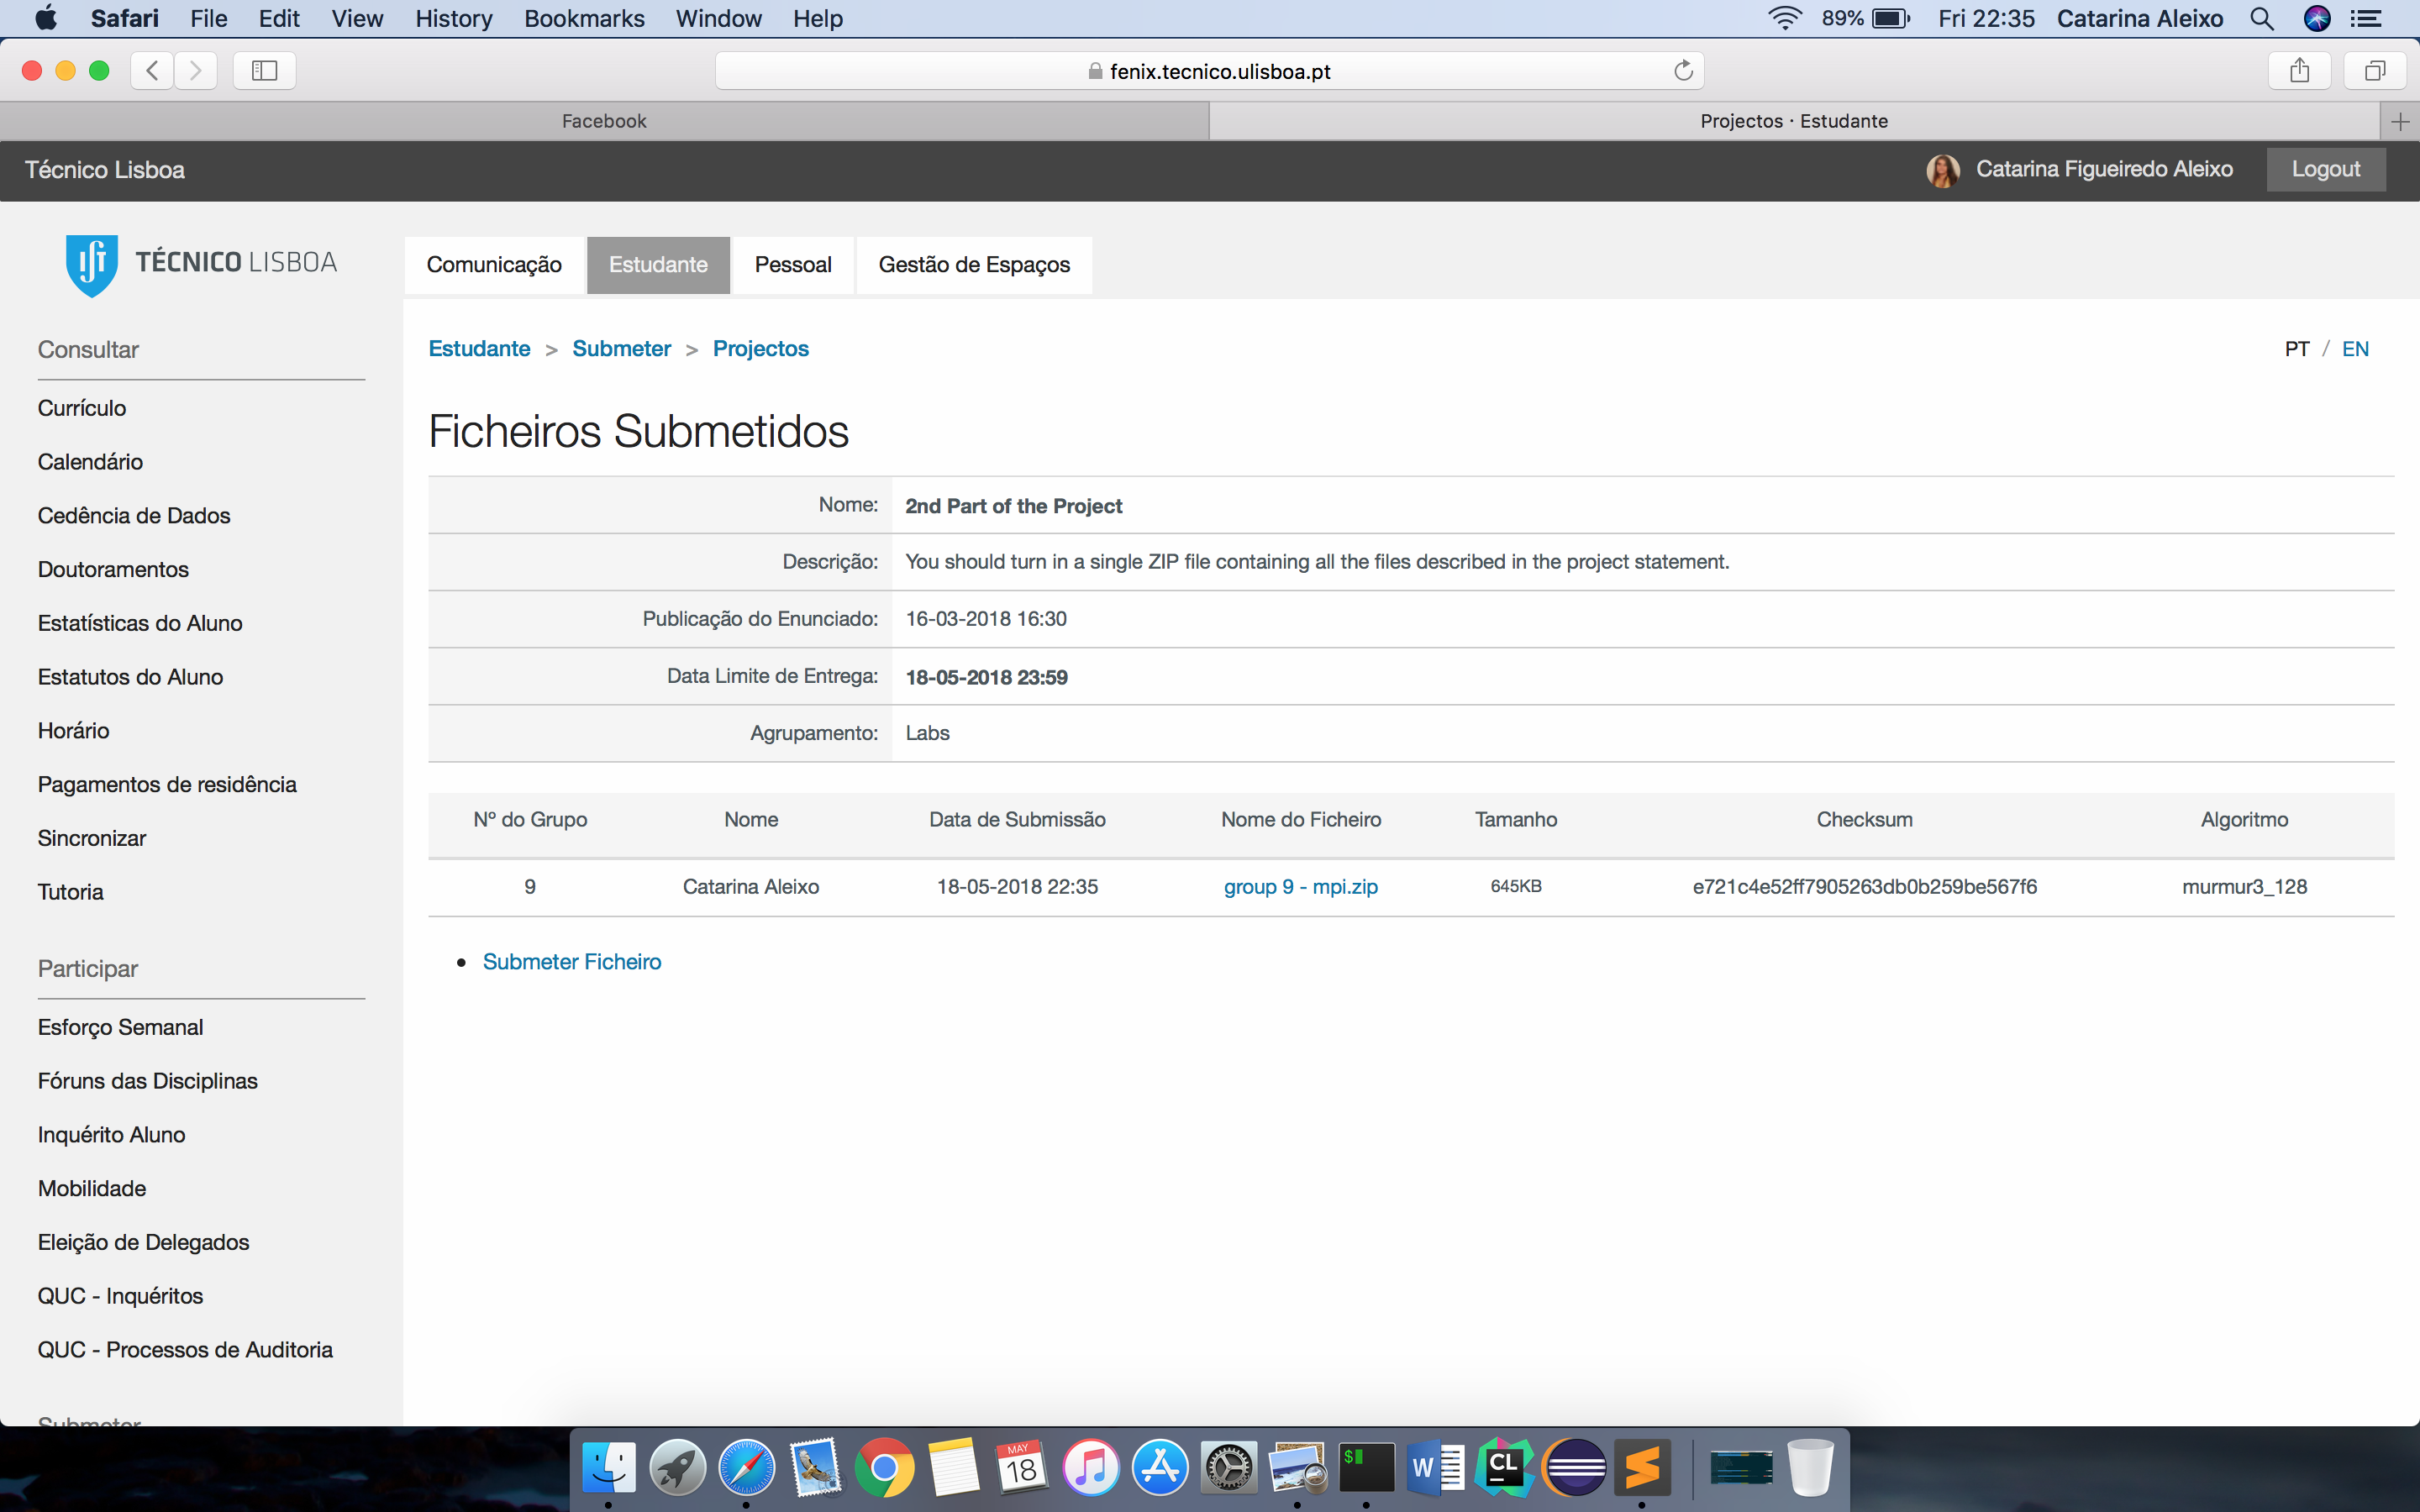 Safari File Edit View History Bookmarks Window Help 89% Fri 22:35 Catarina Aleixo
fenix.tecnico.ulisboa.pt
Facebook Projectos · Estudante
Técnico Lisboa Catarina Figueiredo Aleixo Logout
TÉCNICO LISBOA Comunicação Estudante Pessoal Gestão de Espaços
Consultar
Currículo
Calendário
Cedência de Dados
Doutoramentos
Estatísticas do Aluno
Estatutos do Aluno
Horário
Pagamentos de residência
Sincronizar
Tutoria
Participar
Esforço Semanal
Fóruns das Disciplinas
Inquérito Aluno
Mobilidade
Eleição de Delegados
QUC - Inquéritos
QUC - Processos de Auditoria
Submeter
Estudante > Submeter > Projectos PT / EN
Ficheiros Submetidos
Nome: 2nd Part of the Project
Descrição: You should turn in a single ZIP file containing all the files described in the project statement.
Publicação do Enunciado: 16-03-2018 16:30
Data Limite de Entrega: 18-05-2018 23:59
Agrupamento: Labs
Nº do Grupo Nome Data de Submissão Nome do Ficheiro Tamanho Checksum Algoritmo
9 Catarina Aleixo 18-05-2018 22:35 group 9 - mpi.zip 645KB e721c4e52ff7905263db0b259be567f6 murmur3_128
• Submeter Ficheiro
MAY
18
$
W
CL